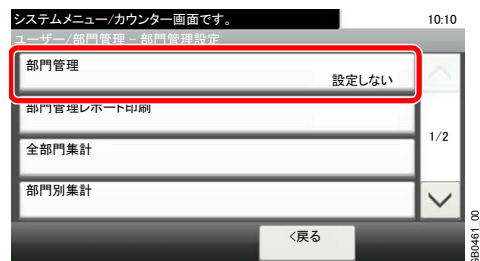 システムメニュー/カウンター画面です。
10:10
ユーザー/部門管理 - 部門管理設定
部門管理
設定しない
部門管理レポート印刷
1/2
全部門集計
部門別集計
<戻る
GB0461_00